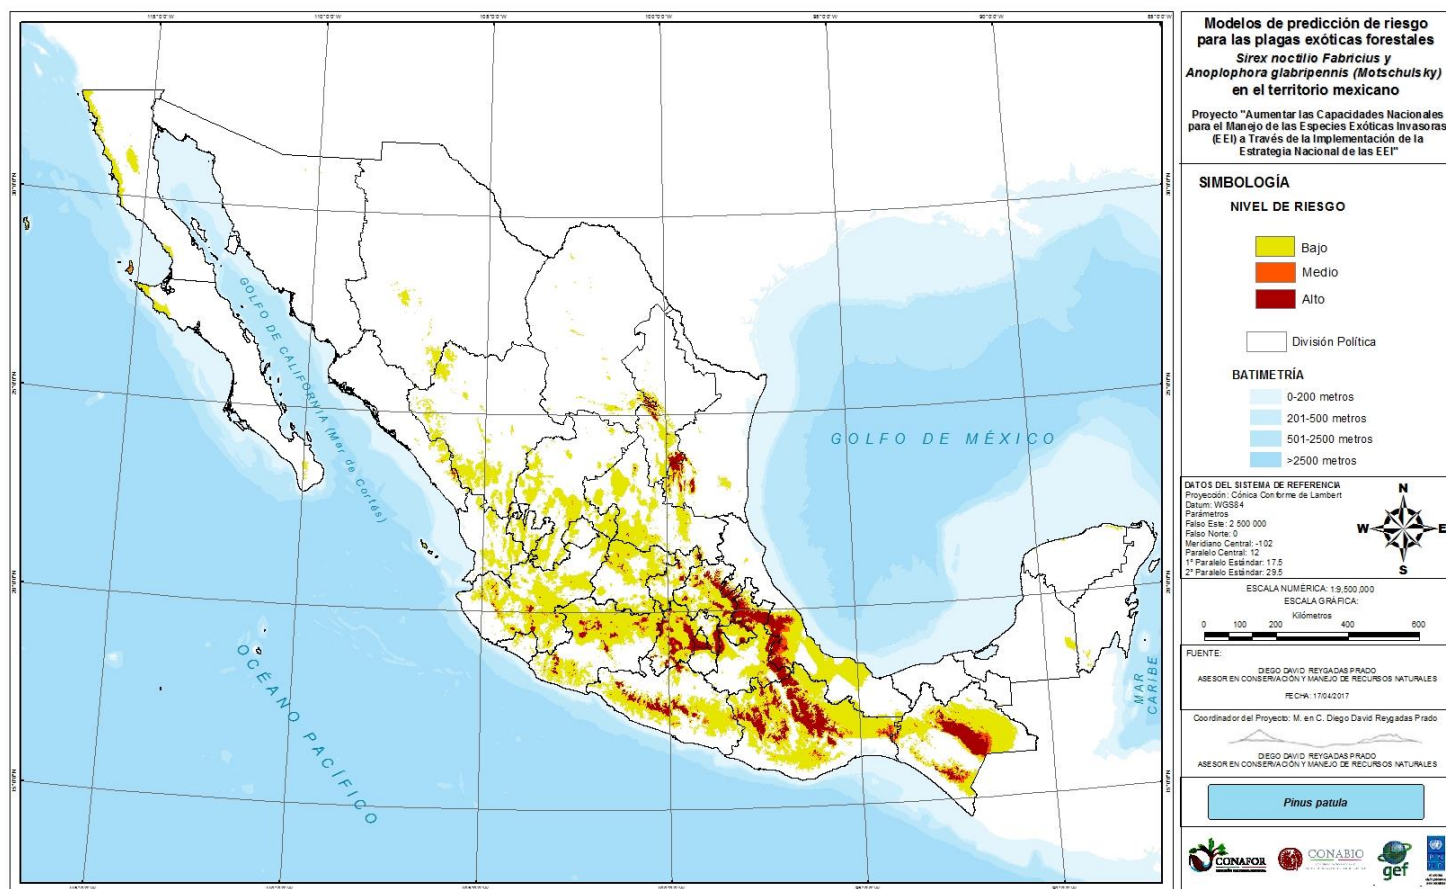 Modelos de predicción de riesgo
para las plagas exóticas forestales
Sirex noctilio Fabricius y
Anoplophora glabripennis (Motschulsky)
en el territorio mexicano
Proyecto "Aumentar las Capacidades Nacionales
para el Manejo de las Especies Exóticas Invasoras
(EEI) a Través de la Implementación de la
Estrategia Nacional de las EEI"
SIMBOLOGÍA
NIVEL DE RIESGO
Bajo
Medio
Alto
División Política
BATIMETRÍA
0-200 metros
201-500 metros
501-2500 metros
>2500 metros
DATOS DEL SISTEMA DE REFERENCIA
Proyección: Cónica Conforme de Lambert
Datum: WGS84
Parámetros
Falso Este: 2 500 000
Falso Norte: 0
Meridiano Central: -102
Paralelo Central: 12
1° Paralelo Estándar: 17.5
2° Paralelo Estándar: 29.5
N
W
E
S
ESCALA NUMÉRICA: 1:9,500,000
ESCALA GRÁFICA:
Kilómetros
0 100 200 400 600
FUENTE:
DIEGO DAVID REYGADAS PRADO
ASESOR EN CONSERVACIÓN Y MANEJO DE RECURSOS NATURALES
FECHA: 17/04/2017
Coordinador del Proyecto: M. en C. Diego David Reygadas Prado
DIEGO DAVID REYGADAS PRADO
ASESOR EN CONSERVACIÓN Y MANEJO DE RECURSOS NATURALES
Pinus patula
CONAFOR
CONABIO
gef
GOLFO DE CALIFORNIA (Mar de Cortés)
GOLFO DE MÉXICO
OCÉANO PACÍFICO
MAR
CARIBE